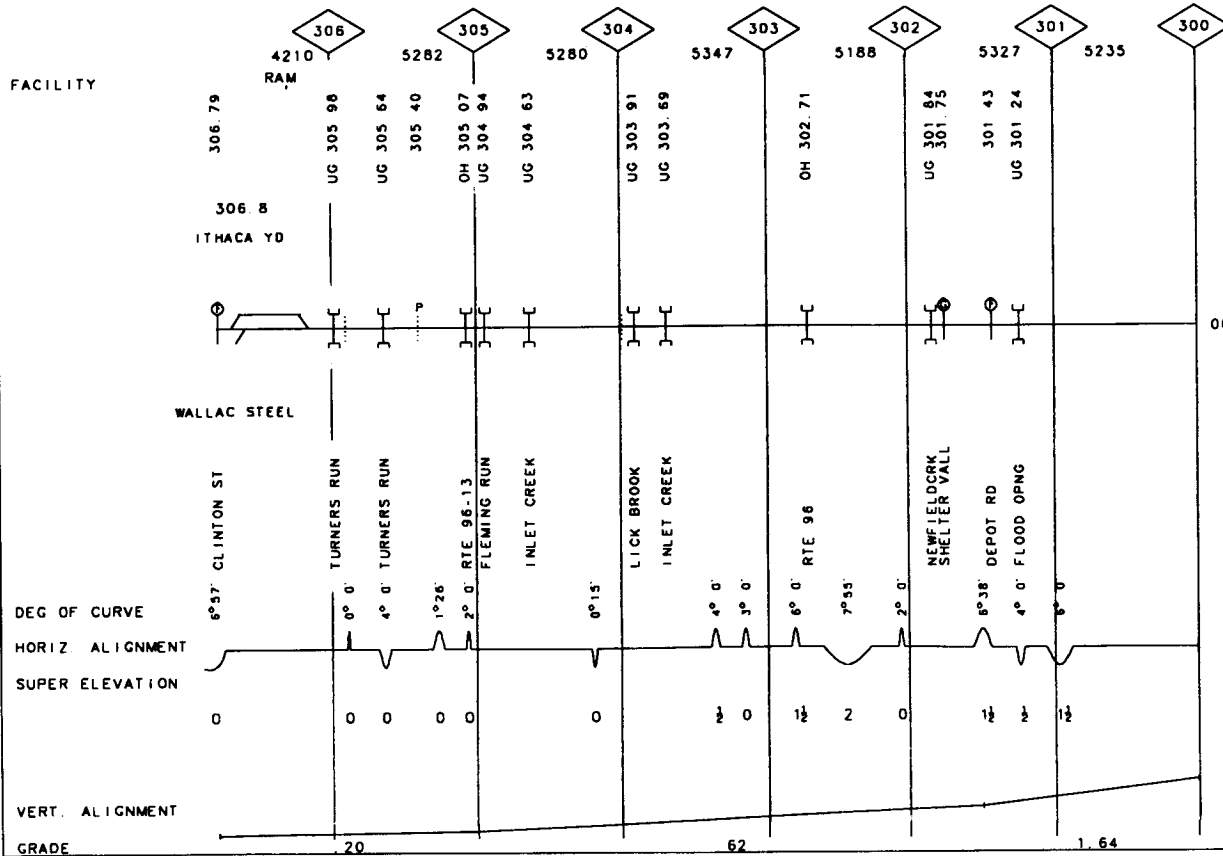 306 305 304 303 302 301 300
4210 5282 5280 5347 5188 5327 5235
FACILITY
RAM
306.79
UG 305 98
UG 305 64
305 40
OH 305 07
UG 304 94
UG 304 63
UG 303 91
UG 303.69
OH 302.71
UG 301 84
301.75
301 43
UG 301 24
306.8
ITHACA YD
P
WALLAC STEEL
CLINTON ST
TURNERS RUN
TURNERS RUN
RTE 96-13
FLEMING RUN
INLET CREEK
LICK BROOK
INLET CREEK
RTE 96
NEWFIELDCRK
SHELTER VALL
DEPOT RD
FLOOD OPNG
DEG OF CURVE
6°57' 0° 0' 4° 0' 1°26' 2° 0' 0°15' 4° 0' 3° 0' 6° 0' 7°55' 2° 0' 6°38' 4° 0' 6° 0'
HORIZ. ALIGNMENT
SUPER ELEVATION
0 0 0 0 0 0 ½ 0 1½ 2 0 1½ ½ 1½
VERT. ALIGNMENT
GRADE .20 .62 1.64